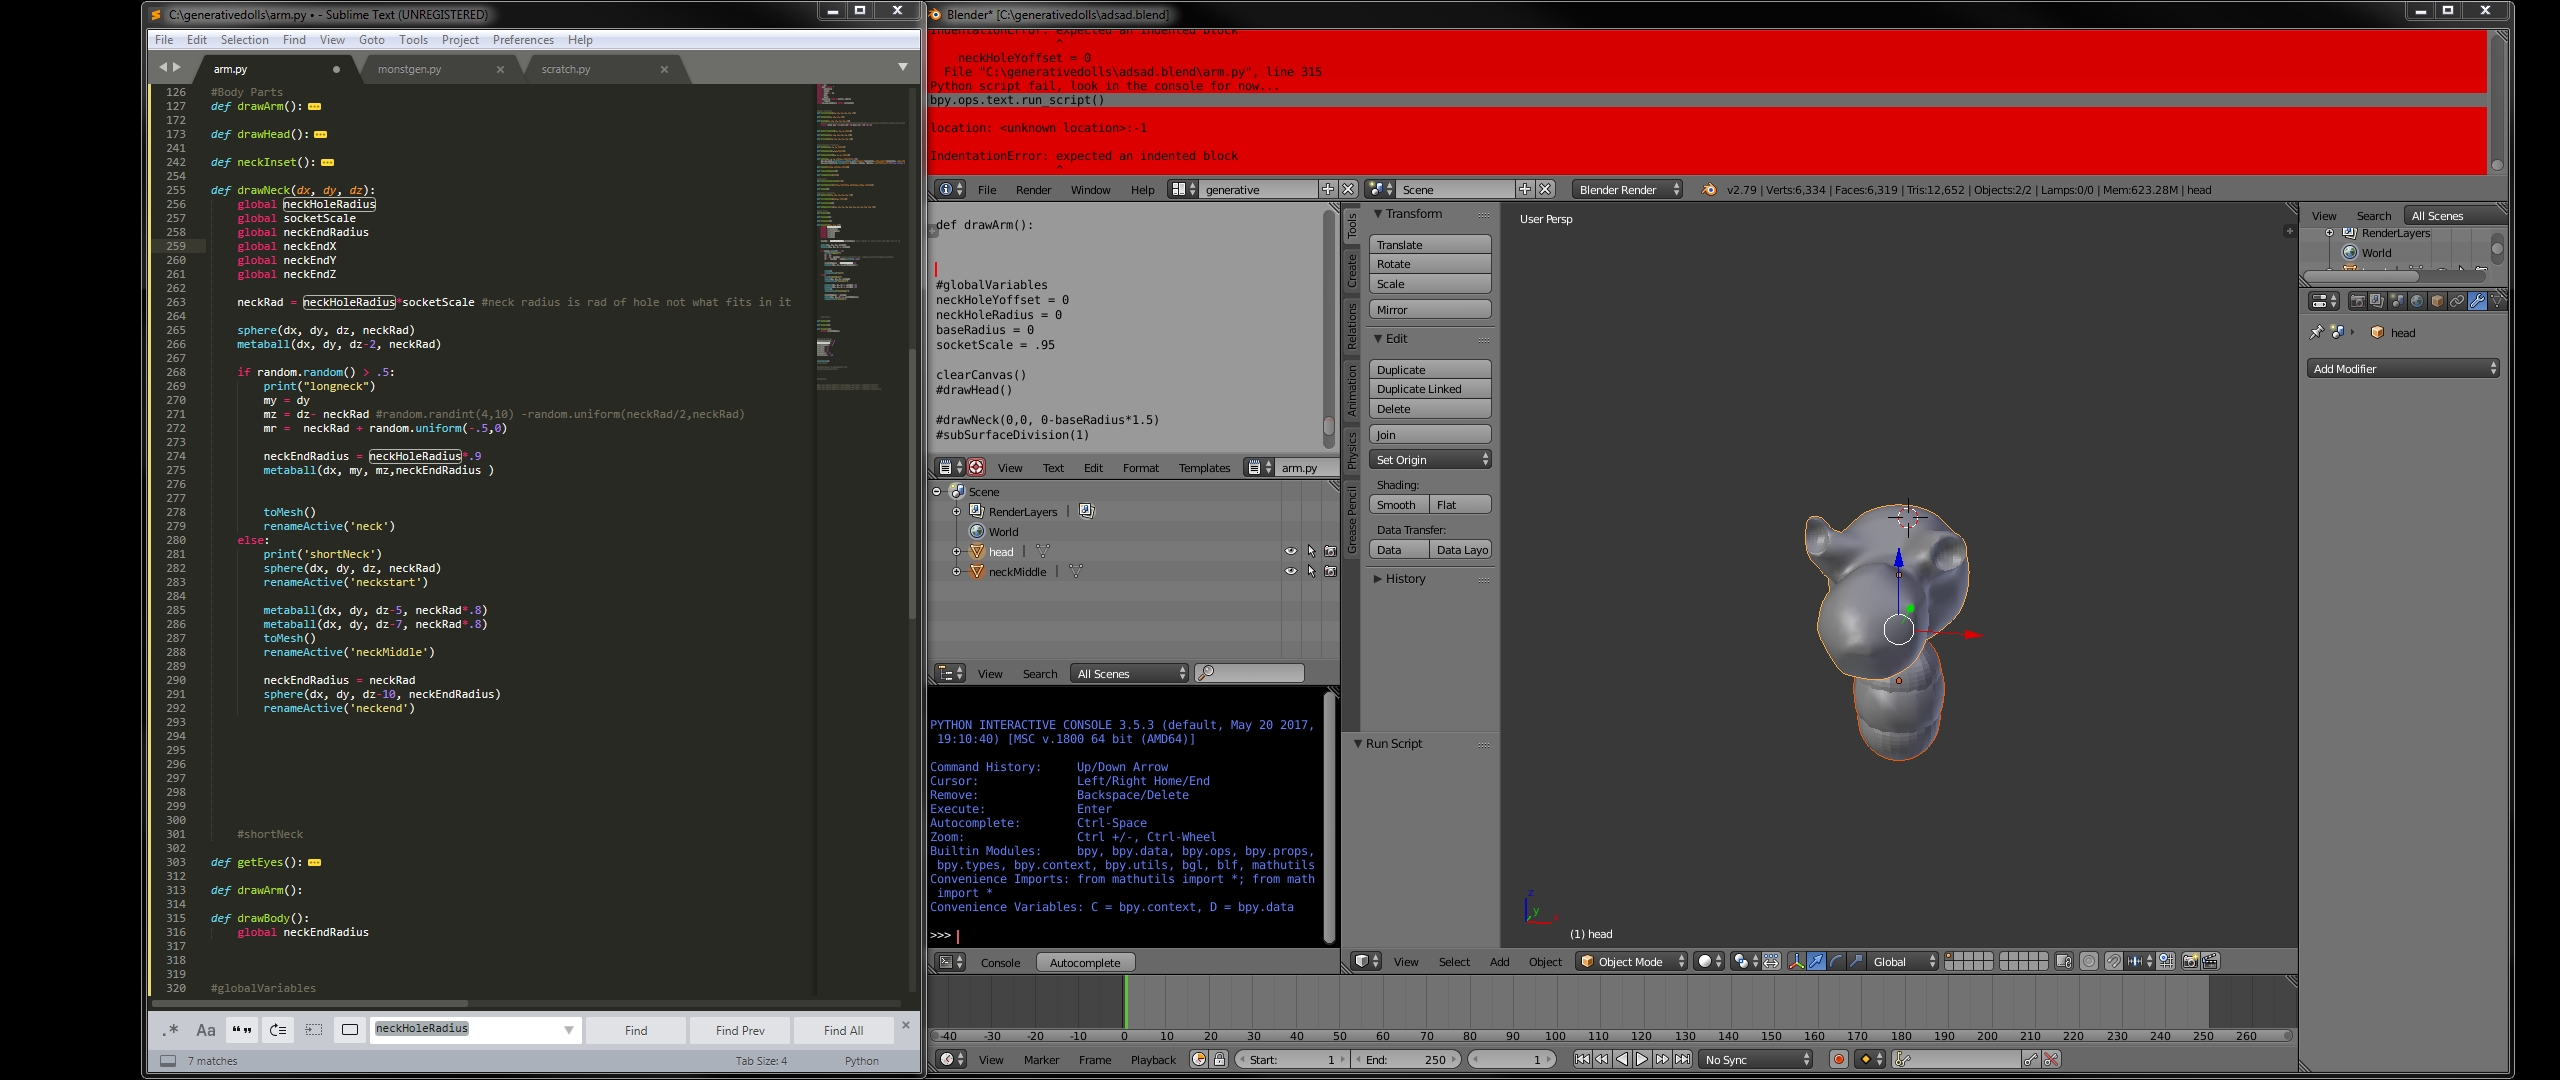 C:\generativedolls\arm.py • - Sublime Text (UNREGISTERED)
File Edit Selection Find View Goto Tools Project Preferences Help
arm.py
monstgen.py
scratch.py
126 #Body Parts
127 def drawArm():
172
173 def drawHead():
241
242 def neckInset():
254
255 def drawNeck(dx, dy, dz):
256 global neckHoleRadius
257 global socketScale
258 global neckEndRadius
259 global neckEndX
260 global neckEndY
261 global neckEndZ
262
263 neckRad = neckHoleRadius*socketScale #neck radius is rad of hole not what fits in it
264
265 sphere(dx, dy, dz, neckRad)
266 metaball(dx, dy, dz-2, neckRad)
267
268 if random.random() > .5:
269 print("longneck")
270 my = dy
271 mz = dz- neckRad #random.randint(4,10) -random.uniform(neckRad/2,neckRad)
272 mr =  neckRad + random.uniform(-.5,0)
273
274 neckEndRadius = neckHoleRadius*.9
275 metaball(dx, my, mz,neckEndRadius )
276
277
278 toMesh()
279 renameActive('neck')
280 else:
281 print('shortNeck')
282 sphere(dx, dy, dz, neckRad)
283 renameActive('neckstart')
284
285 metaball(dx, dy, dz-5, neckRad*.8)
286 metaball(dx, dy, dz-7, neckRad*.8)
287 toMesh()
288 renameActive('neckMiddle')
289
290 neckEndRadius = neckRad
291 sphere(dx, dy, dz-10, neckEndRadius)
292 renameActive('neckend')
293
294
295
296
297
298
299
300
301 #shortNeck
302
303 def getEyes():
312
313 def drawArm():
314
315 def drawBody():
316 global neckEndRadius
317
318
319
320 #globalVariables
.* Aa “” neckHoleRadius Find Find Prev Find All
7 matches
Tab Size: 4 Python
Blender* [C:\generativedolls\adsad.blend]
IndentationError: expected an indented block
^
neckHoleYoffset = 0
File "C:\generativedolls\adsad.blend\arm.py", line 315
Python script fail, look in the console for now...
bpy.ops.text.run_script()
location: <unknown location>:-1
IndentationError: expected an indented block
^
File Render Window Help generative Scene Blender Render v2.79 | Verts:6,334 | Faces:6,319 | Tris:12,652 | Objects:2/2 | Lamps:0/0 | Mem:623.28M | head
def drawArm():
#globalVariables
neckHoleYoffset = 0
neckHoleRadius = 0
baseRadius = 0
socketScale = .95
clearCanvas()
#drawHead()
#drawNeck(0,0, 0-baseRadius*1.5)
#subSurfaceDivision(1)
View Text Edit Format Templates arm.py
Scene
RenderLayers
World
head
neckMiddle
View Search All Scenes
PYTHON INTERACTIVE CONSOLE 3.5.3 (default, May 20 2017,
19:10:40) [MSC v.1800 64 bit (AMD64)]
Command History: Up/Down Arrow
Cursor: Left/Right Home/End
Remove: Backspace/Delete
Execute: Enter
Autocomplete: Ctrl-Space
Zoom: Ctrl +/-, Ctrl-Wheel
Builtin Modules: bpy, bpy.data, bpy.ops, bpy.props,
bpy.types, bpy.context, bpy.utils, bgl, blf, mathutils
Convenience Imports: from mathutils import *; from math
import *
Convenience Variables: C = bpy.context, D = bpy.data
>>>
Console Autocomplete
Tools
Create
Relations
Animation
Physics
Grease Pencil
Transform
Translate
Rotate
Scale
Mirror
Edit
Duplicate
Duplicate Linked
Delete
Join
Set Origin
Shading:
Smooth Flat
Data Transfer:
Data Data Layo
History
Run Script
User Persp
z
y
(1) head
View Select Add Object Object Mode Global
View Search All Scenes
RenderLayers
World
head
Add Modifier
-40 -30 -20 -10 0 10 20 30 40 50 60 70 80 90 100 110 120 130 140 150 160 170 180 190 200 210 220 230 240 250 260
View Marker Frame Playback Start: 1 End: 250 1 No Sync